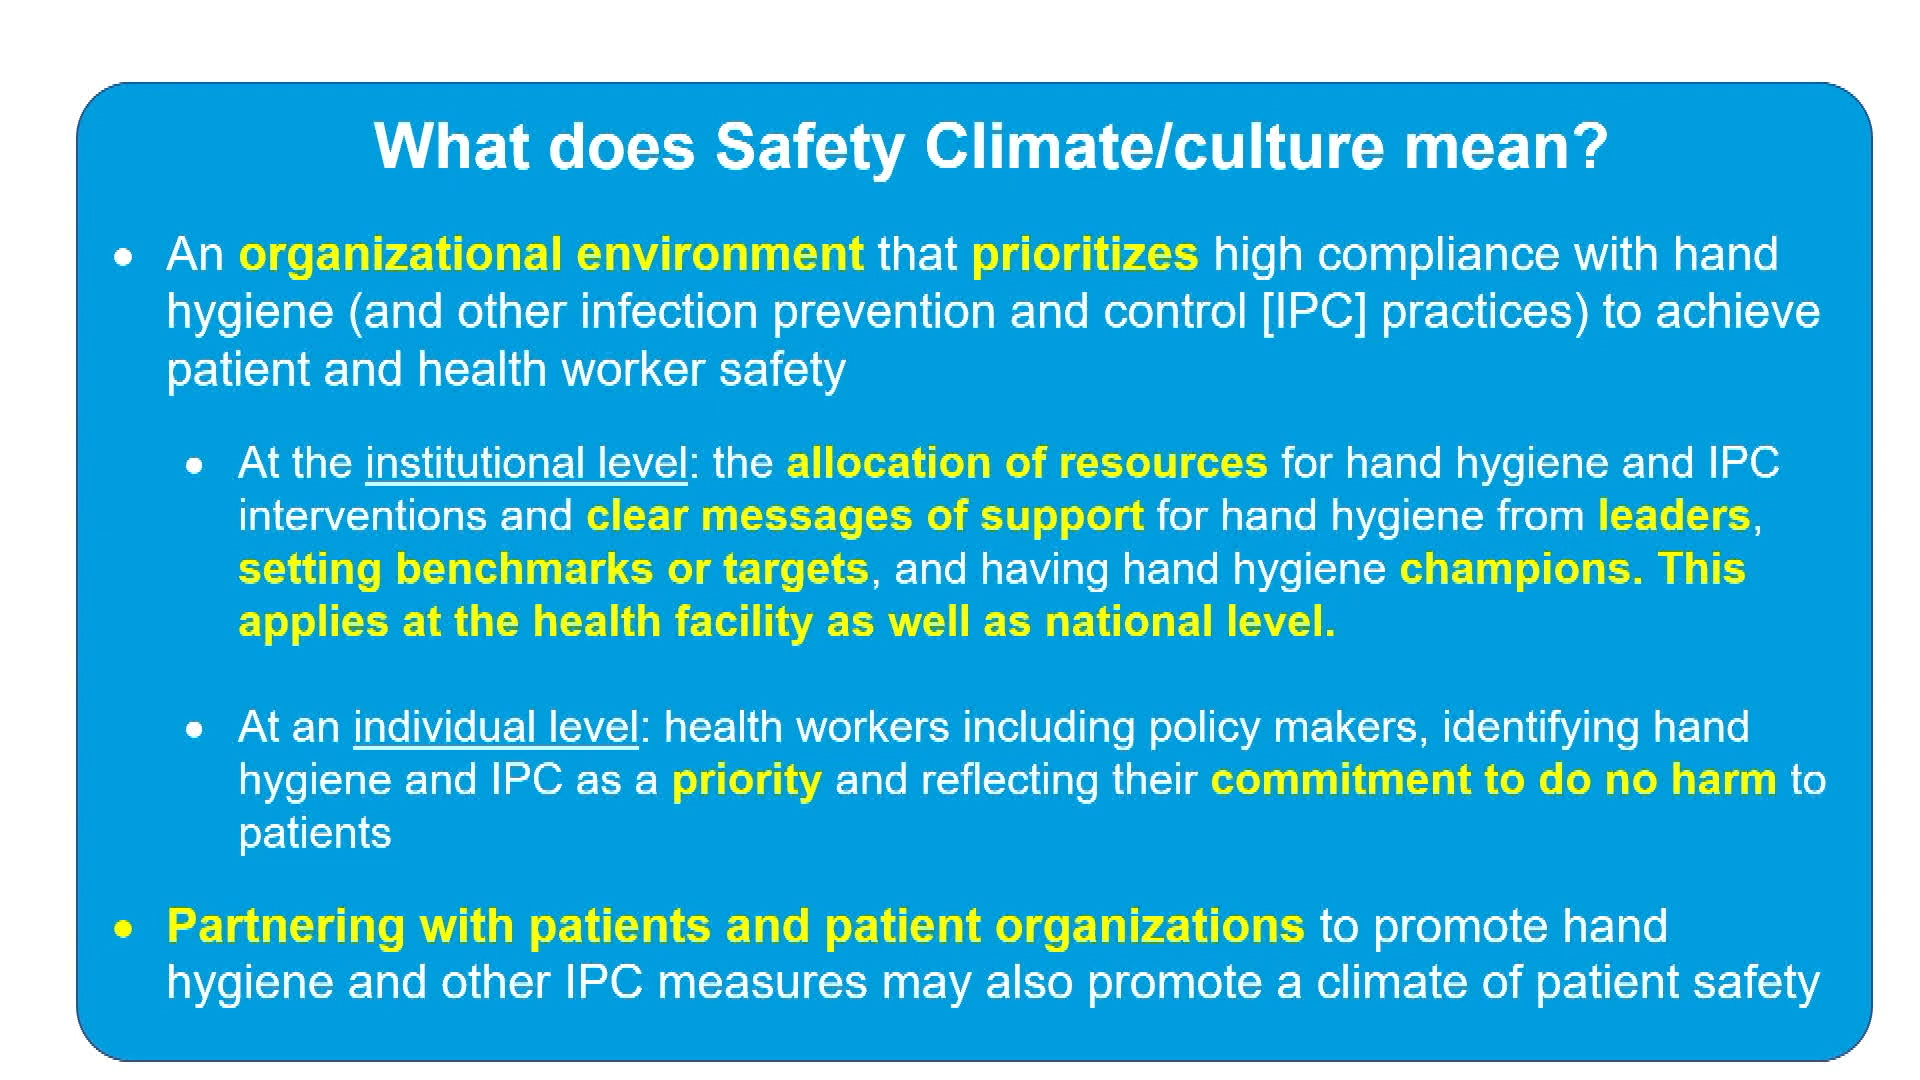 What does Safety Climate/culture mean?
• An organizational environment that prioritizes high compliance with hand
hygiene (and other infection prevention and control [IPC] practices) to achieve
patient and health worker safety
• At the institutional level: the allocation of resources for hand hygiene and IPC
interventions and clear messages of support for hand hygiene from leaders,
setting benchmarks or targets, and having hand hygiene champions. This
applies at the health facility as well as national level.
• At an individual level: health workers including policy makers, identifying hand
hygiene and IPC as a priority and reflecting their commitment to do no harm to
patients
• Partnering with patients and patient organizations to promote hand
hygiene and other IPC measures may also promote a climate of patient safety